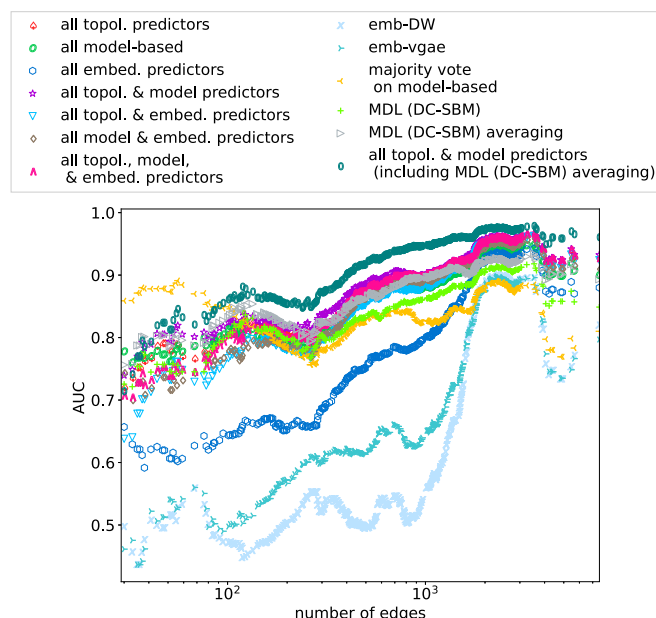 all topol. predictors
all model-based
all embed. predictors
all topol. & model predictors
all topol. & embed. predictors
all model & embed. predictors
all topol., model,
& embed. predictors
emb-DW
emb-vgae
majority vote
on model-based
MDL (DC-SBM)
MDL (DC-SBM) averaging
all topol. & model predictors
(including MDL (DC-SBM) averaging)
1.0
0.9
0.8
0.7
0.6
0.5
AUC
10²
10³
number of edges